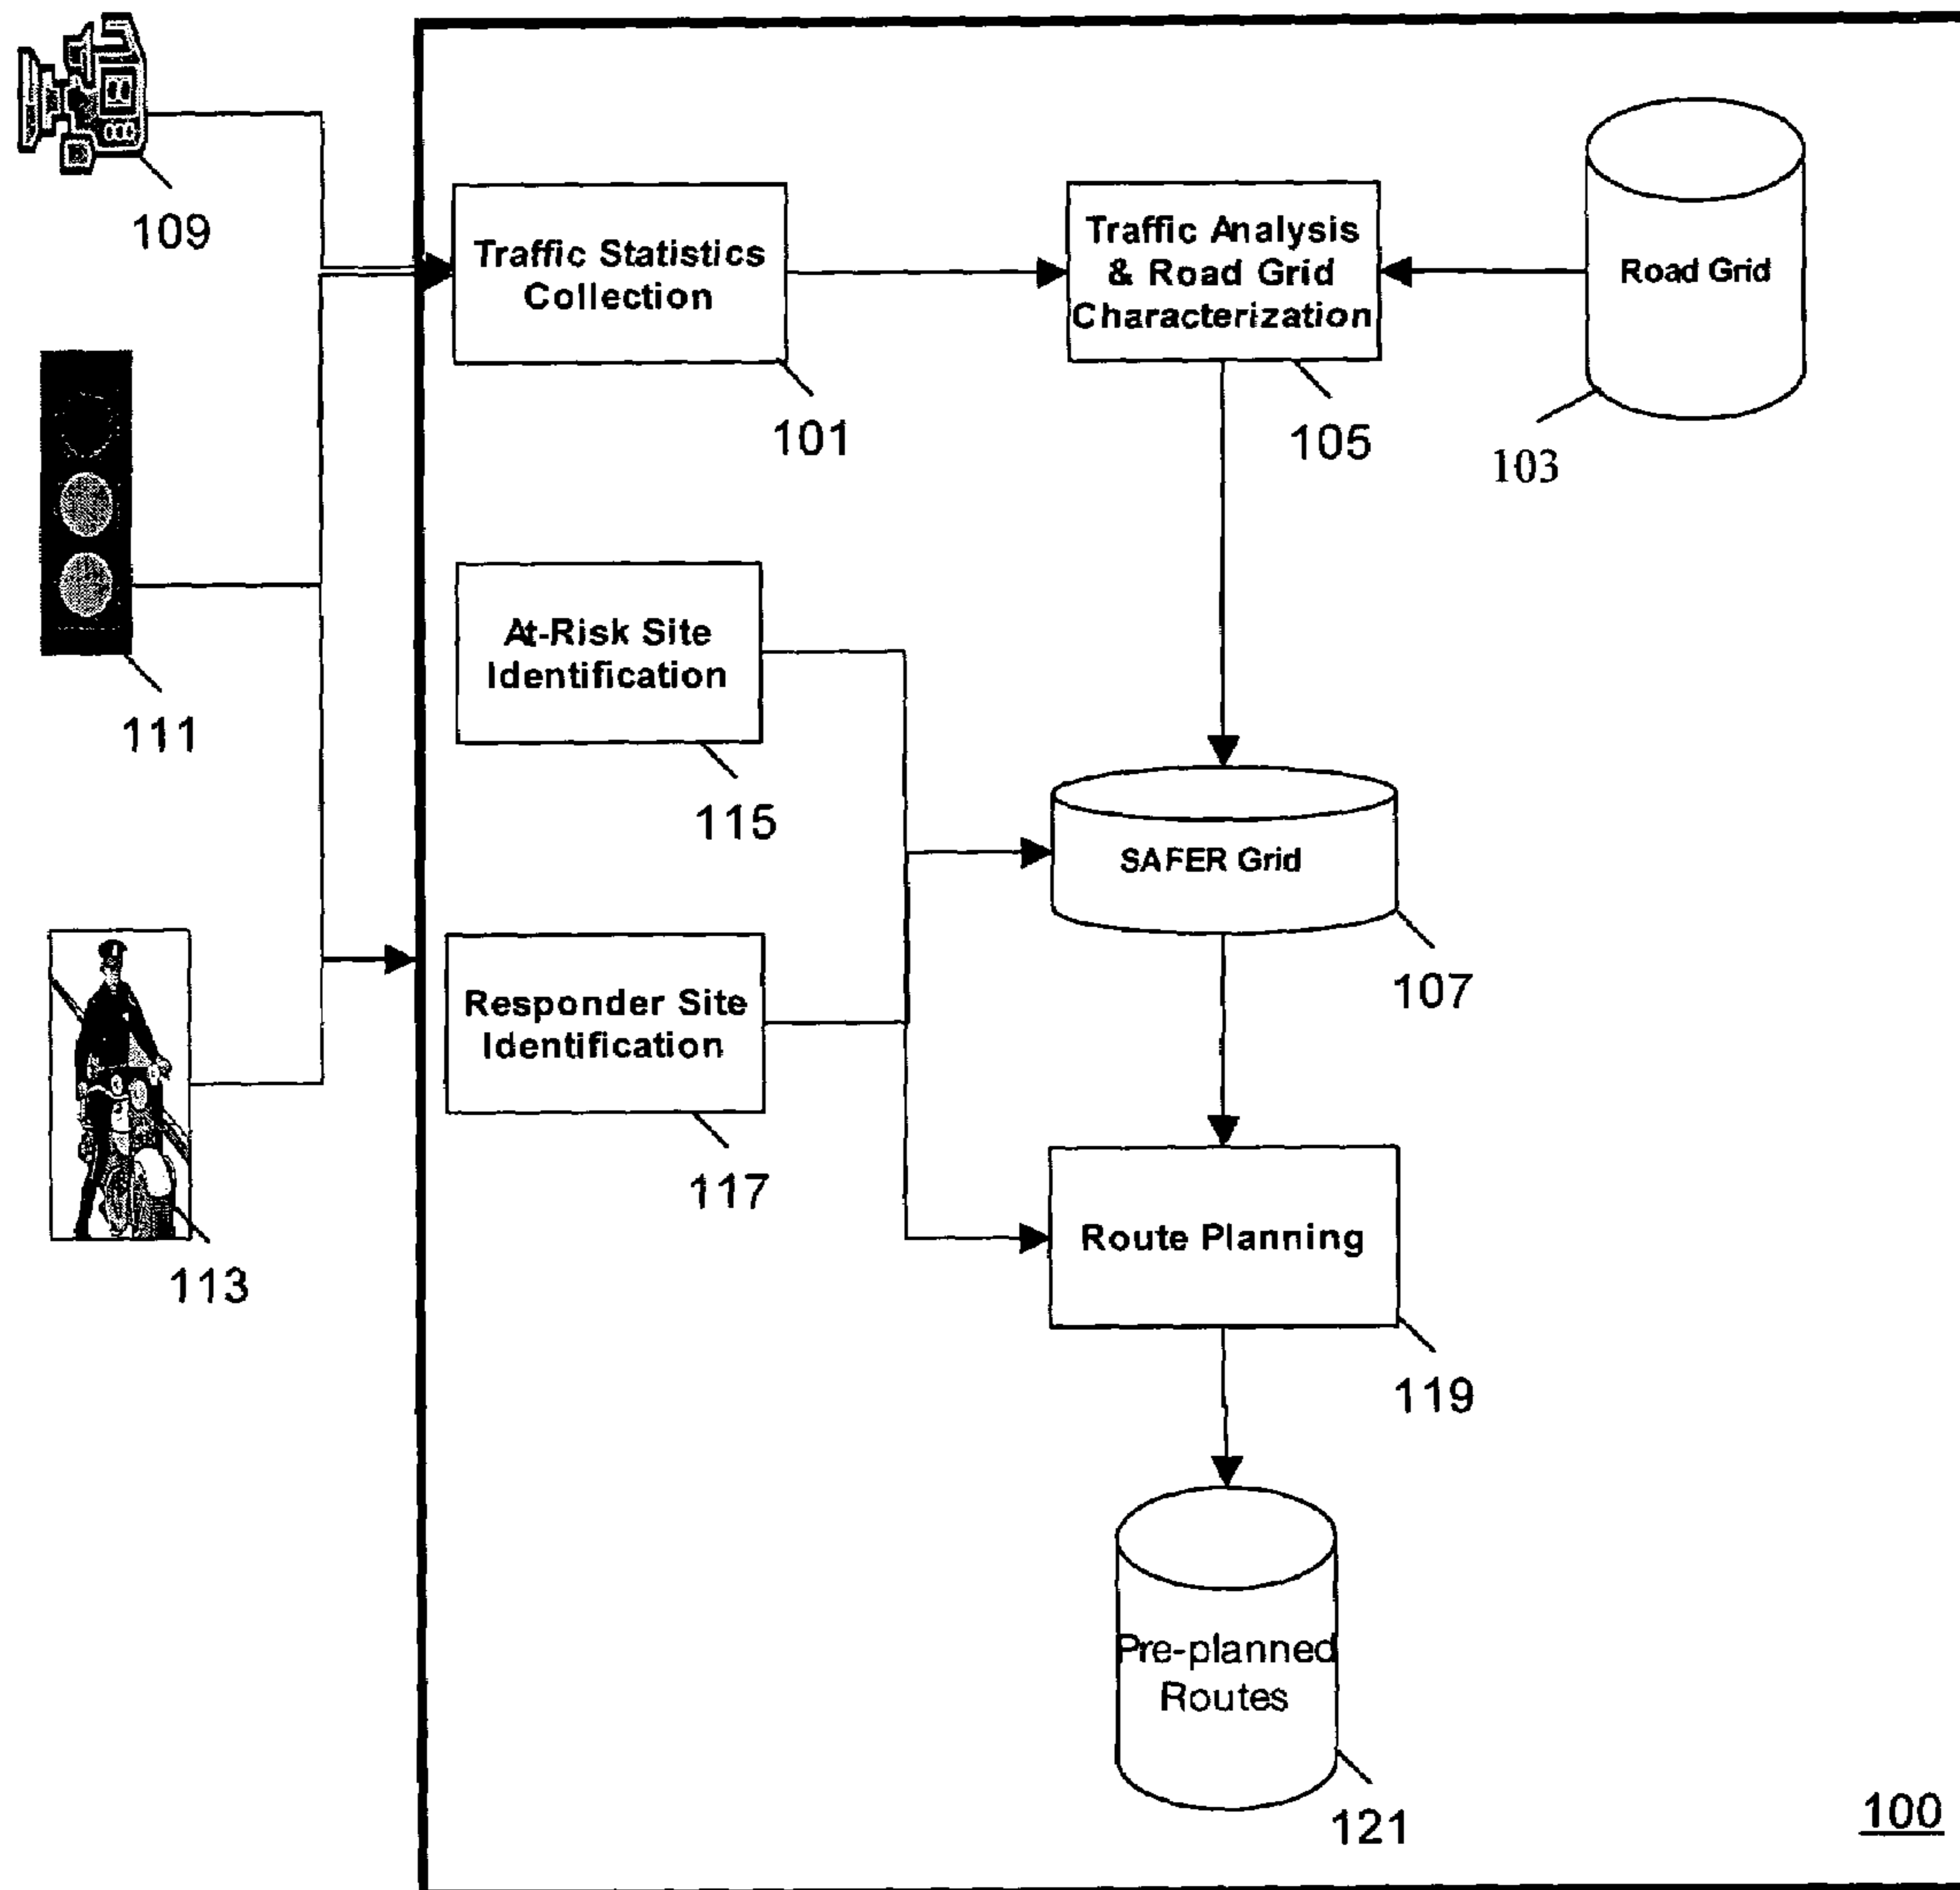 109
Traffic Statistics
Collection
101
Traffic Analysis
& Road Grid
Characterization
105
Road Grid
103
111
At-Risk Site
Identification
115
SAFER Grid
107
Responder Site
Identification
117
113
Route Planning
119
Pre-planned
Routes
121
100